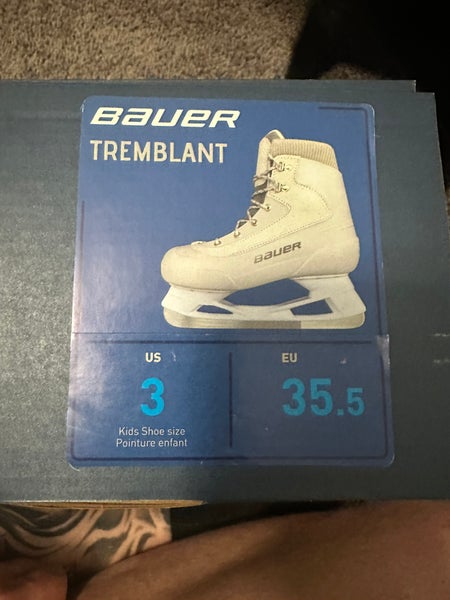 BAUER
TREMBLANT
BAUER
US
EU
3
35.5
Kids Shoe size
Pointure enfant